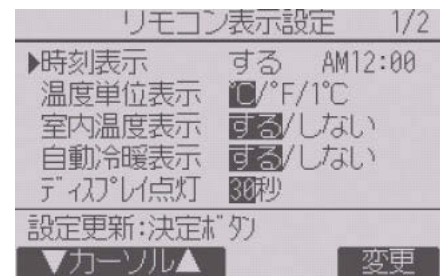 リモコン表示設定 1/2
▶時刻表示 する AM12:00
温度単位表示 ℃/°F/1℃
室内温度表示 する/しない
自動冷暖表示 する/しない
ディスプレイ点灯 30秒
設定更新:決定ボタン
▼カーソル▲ 変更